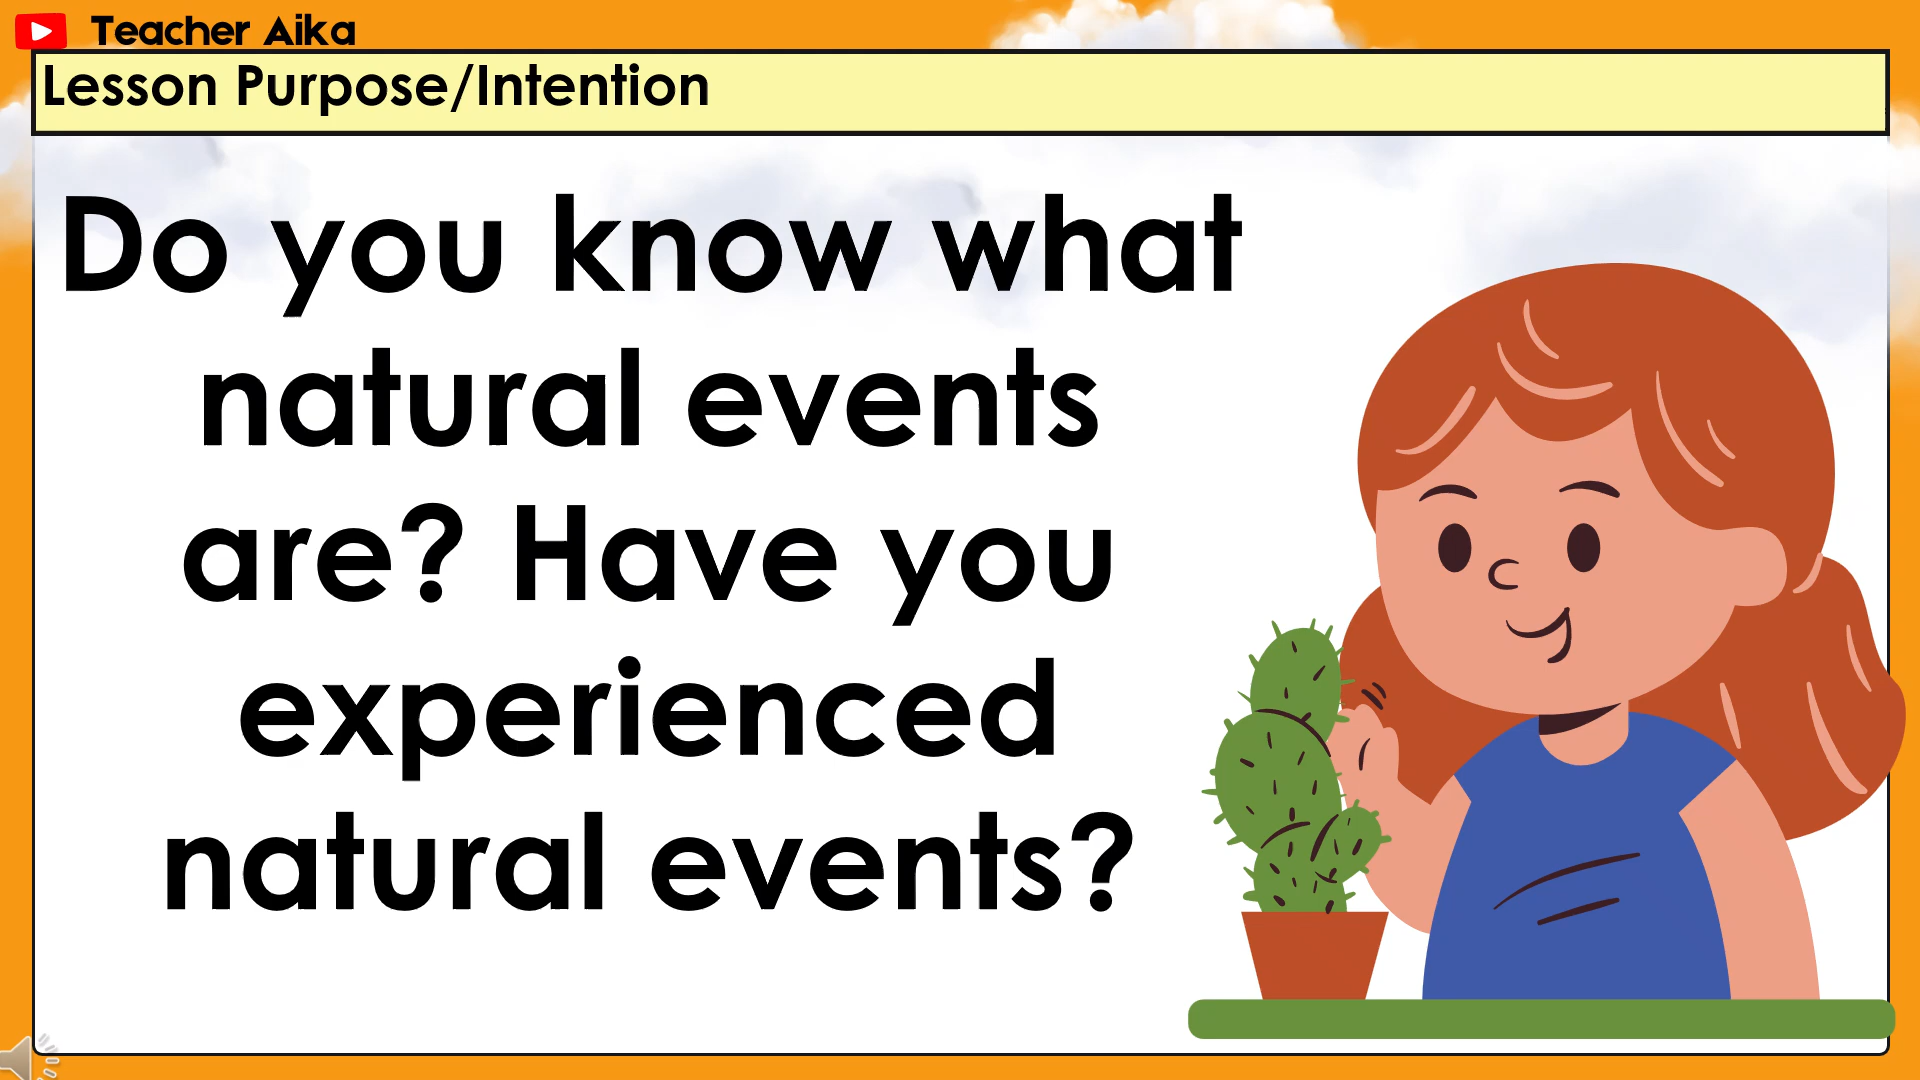 Teacher Aika
Lesson Purpose/Intention
Do you know what
natural events
are? Have you
experienced
natural events?